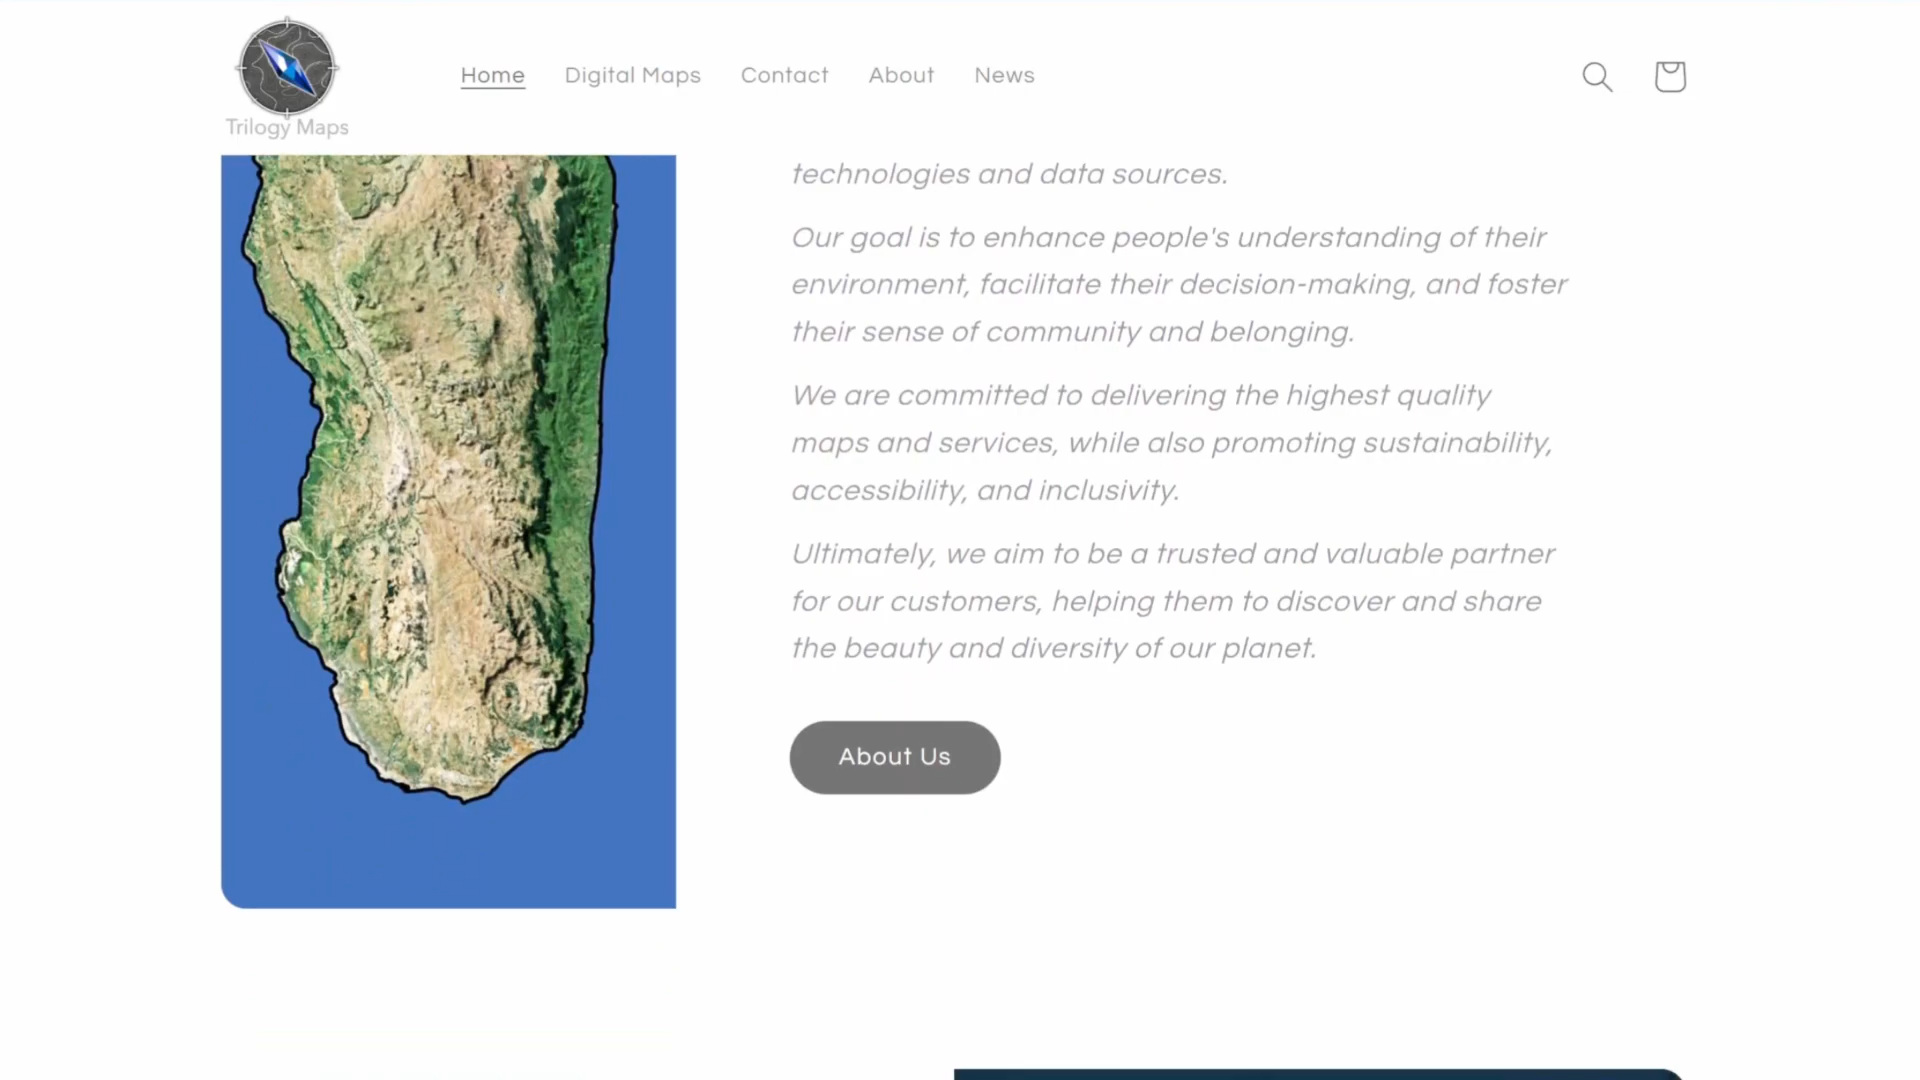 Trilogy Maps
Home
Digital Maps
Contact
About
News
technologies and data sources.
Our goal is to enhance people's understanding of their
environment, facilitate their decision-making, and foster
their sense of community and belonging.
We are committed to delivering the highest quality
maps and services, while also promoting sustainability,
accessibility, and inclusivity.
Ultimately, we aim to be a trusted and valuable partner
for our customers, helping them to discover and share
the beauty and diversity of our planet.
About Us